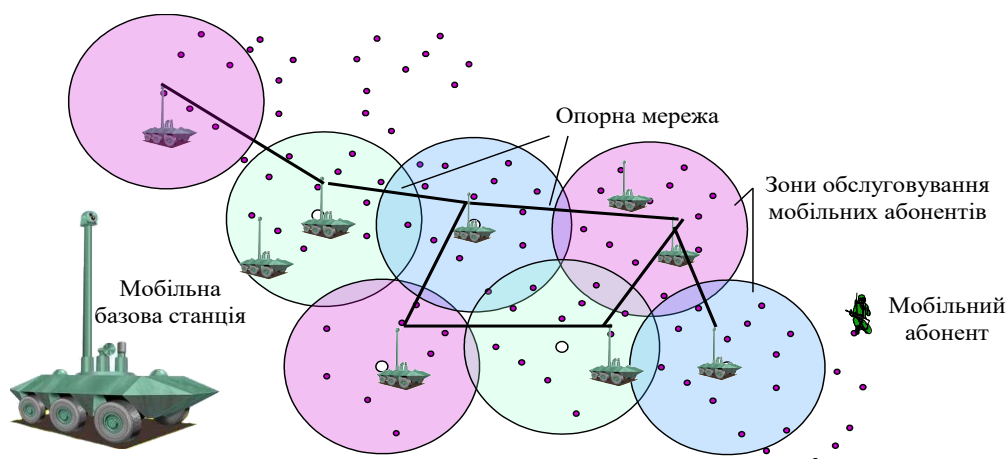 Опорна мережа
Зони обслуговування
мобільних абонентів
Мобільна
базова станція
Мобільний
абонент